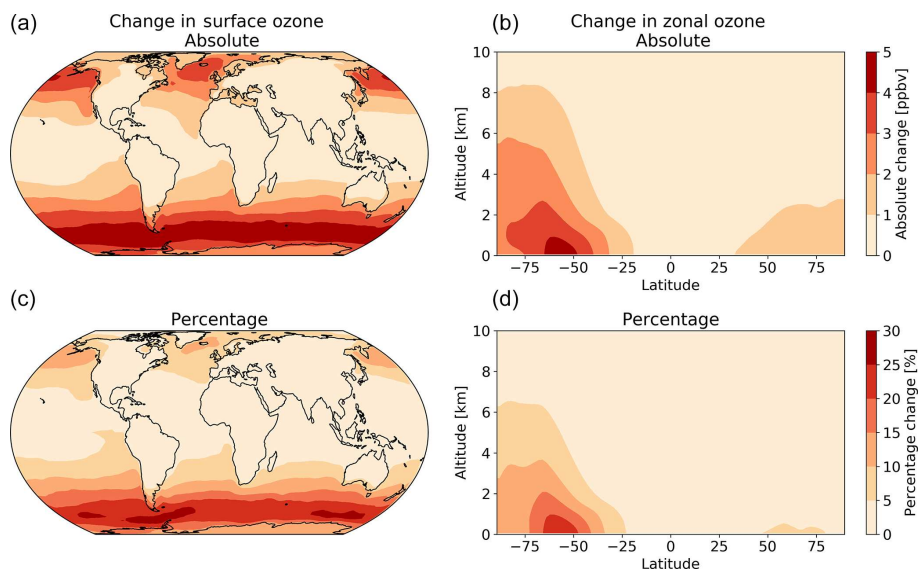 (a)
Change in surface ozone
Absolute
(b)
Change in zonal ozone
Absolute
10
8
6
4
2
0
Altitude [km]
−75
−50
−25
0
25
50
75
Latitude
5
4
3
2
1
0
Absolute change [ppbv]
(c)
Percentage
(d)
Percentage
10
8
6
4
2
0
Altitude [km]
−75
−50
−25
0
25
50
75
Latitude
30
25
20
15
10
5
0
Percentage change [%]